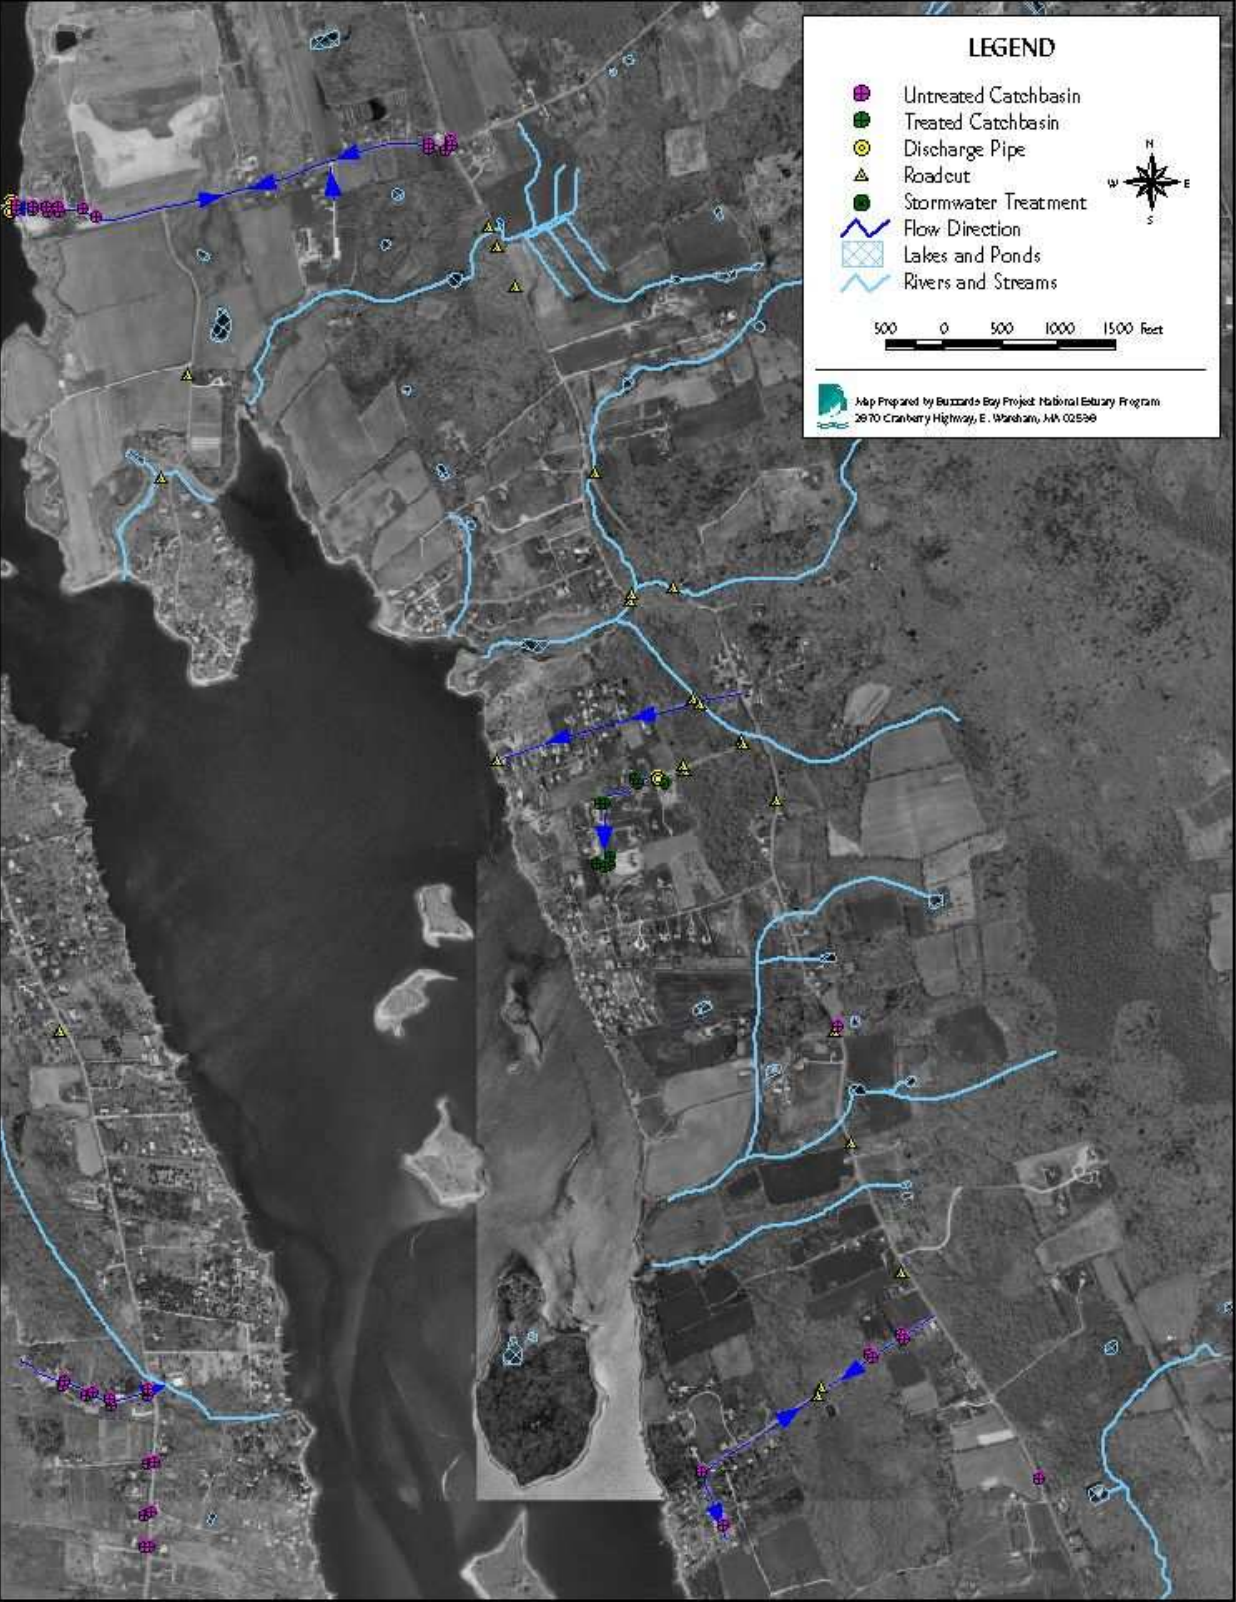 LEGEND
Untreated Catchbasin
Treated Catchbasin
Discharge Pipe
Roadcut
Stormwater Treatment
Flow Direction
Lakes and Ponds
Rivers and Streams
N
W E
S
500 0 500 1000 1500 Feet
Map Prepared by Buzzards Bay Project National Estuary Program
2870 Cranberry Highway, E. Wareham, MA 02538